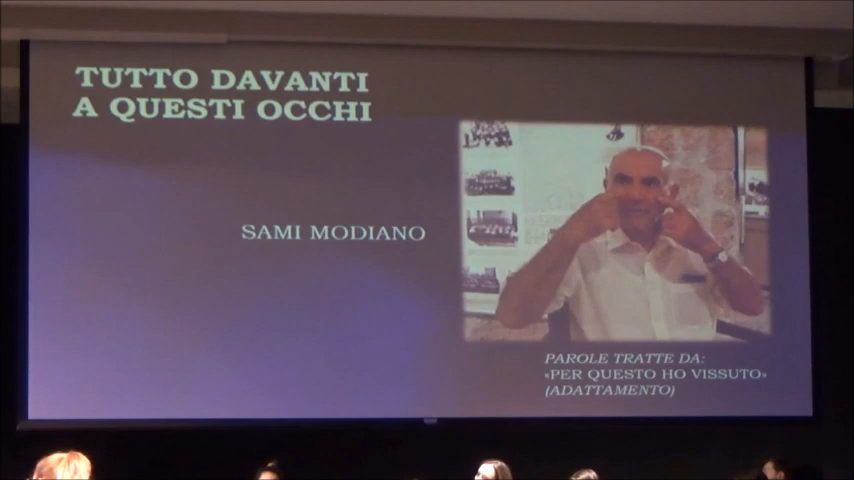 TUTTO DAVANTI
A QUESTI OCCHI
SAMI MODIANO
PAROLE TRATTE DA:
«PER QUESTO HO VISSUTO»
(ADATTAMENTO)